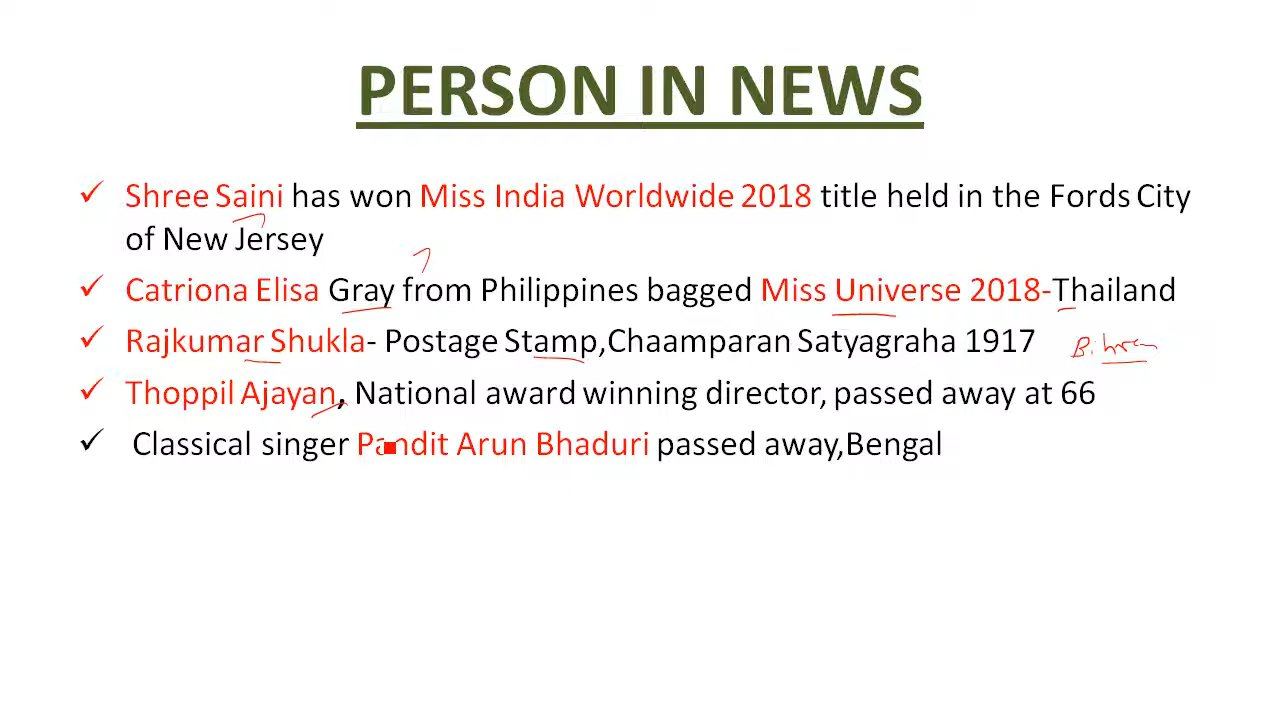 PERSON IN NEWS
✓ Shree Saini has won Miss India Worldwide 2018 title held in the Fords City
of New Jersey
✓ Catriona Elisa Gray from Philippines bagged Miss Universe 2018-Thailand
✓ Rajkumar Shukla- Postage Stamp,Chaamparan Satyagraha 1917
✓ Thoppil Ajayan, National award winning director, passed away at 66
✓ Classical singer Pandit Arun Bhaduri passed away,Bengal